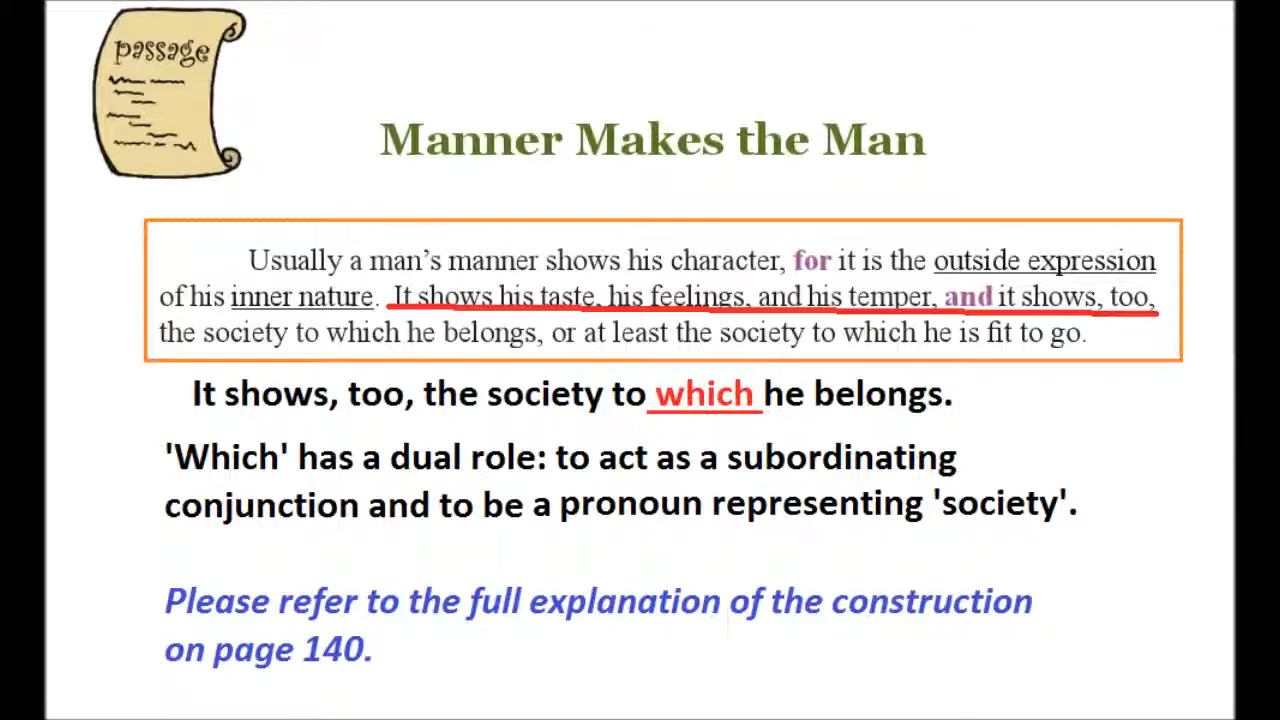 passage
Manner Makes the Man
Usually a man's manner shows his character, for it is the outside expression
of his inner nature. It shows his taste, his feelings, and his temper, and it shows, too,
the society to which he belongs, or at least the society to which he is fit to go.
It shows, too, the society to which he belongs.
'Which' has a dual role: to act as a subordinating
conjunction and to be a pronoun representing 'society'.
Please refer to the full explanation of the construction
on page 140.